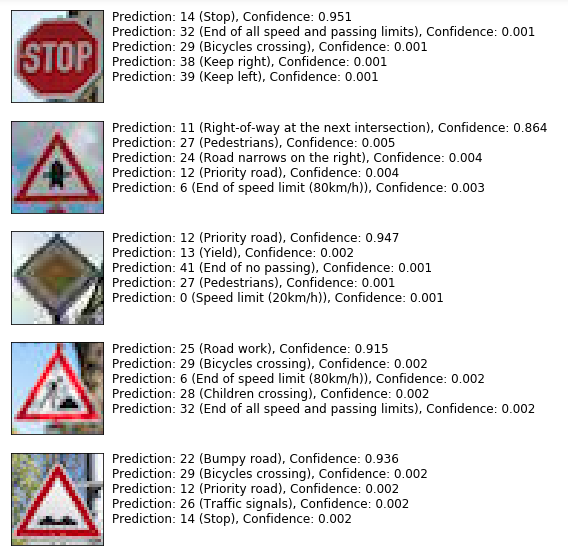 STOP
Prediction: 14 (Stop), Confidence: 0.951
Prediction: 32 (End of all speed and passing limits), Confidence: 0.001
Prediction: 29 (Bicycles crossing), Confidence: 0.001
Prediction: 38 (Keep right), Confidence: 0.001
Prediction: 39 (Keep left), Confidence: 0.001
Prediction: 11 (Right-of-way at the next intersection), Confidence: 0.864
Prediction: 27 (Pedestrians), Confidence: 0.005
Prediction: 24 (Road narrows on the right), Confidence: 0.004
Prediction: 12 (Priority road), Confidence: 0.004
Prediction: 6 (End of speed limit (80km/h)), Confidence: 0.003
Prediction: 12 (Priority road), Confidence: 0.947
Prediction: 13 (Yield), Confidence: 0.002
Prediction: 41 (End of no passing), Confidence: 0.001
Prediction: 27 (Pedestrians), Confidence: 0.001
Prediction: 0 (Speed limit (20km/h)), Confidence: 0.001
Prediction: 25 (Road work), Confidence: 0.915
Prediction: 29 (Bicycles crossing), Confidence: 0.002
Prediction: 6 (End of speed limit (80km/h)), Confidence: 0.002
Prediction: 28 (Children crossing), Confidence: 0.002
Prediction: 32 (End of all speed and passing limits), Confidence: 0.002
Prediction: 22 (Bumpy road), Confidence: 0.936
Prediction: 29 (Bicycles crossing), Confidence: 0.002
Prediction: 12 (Priority road), Confidence: 0.002
Prediction: 26 (Traffic signals), Confidence: 0.002
Prediction: 14 (Stop), Confidence: 0.002